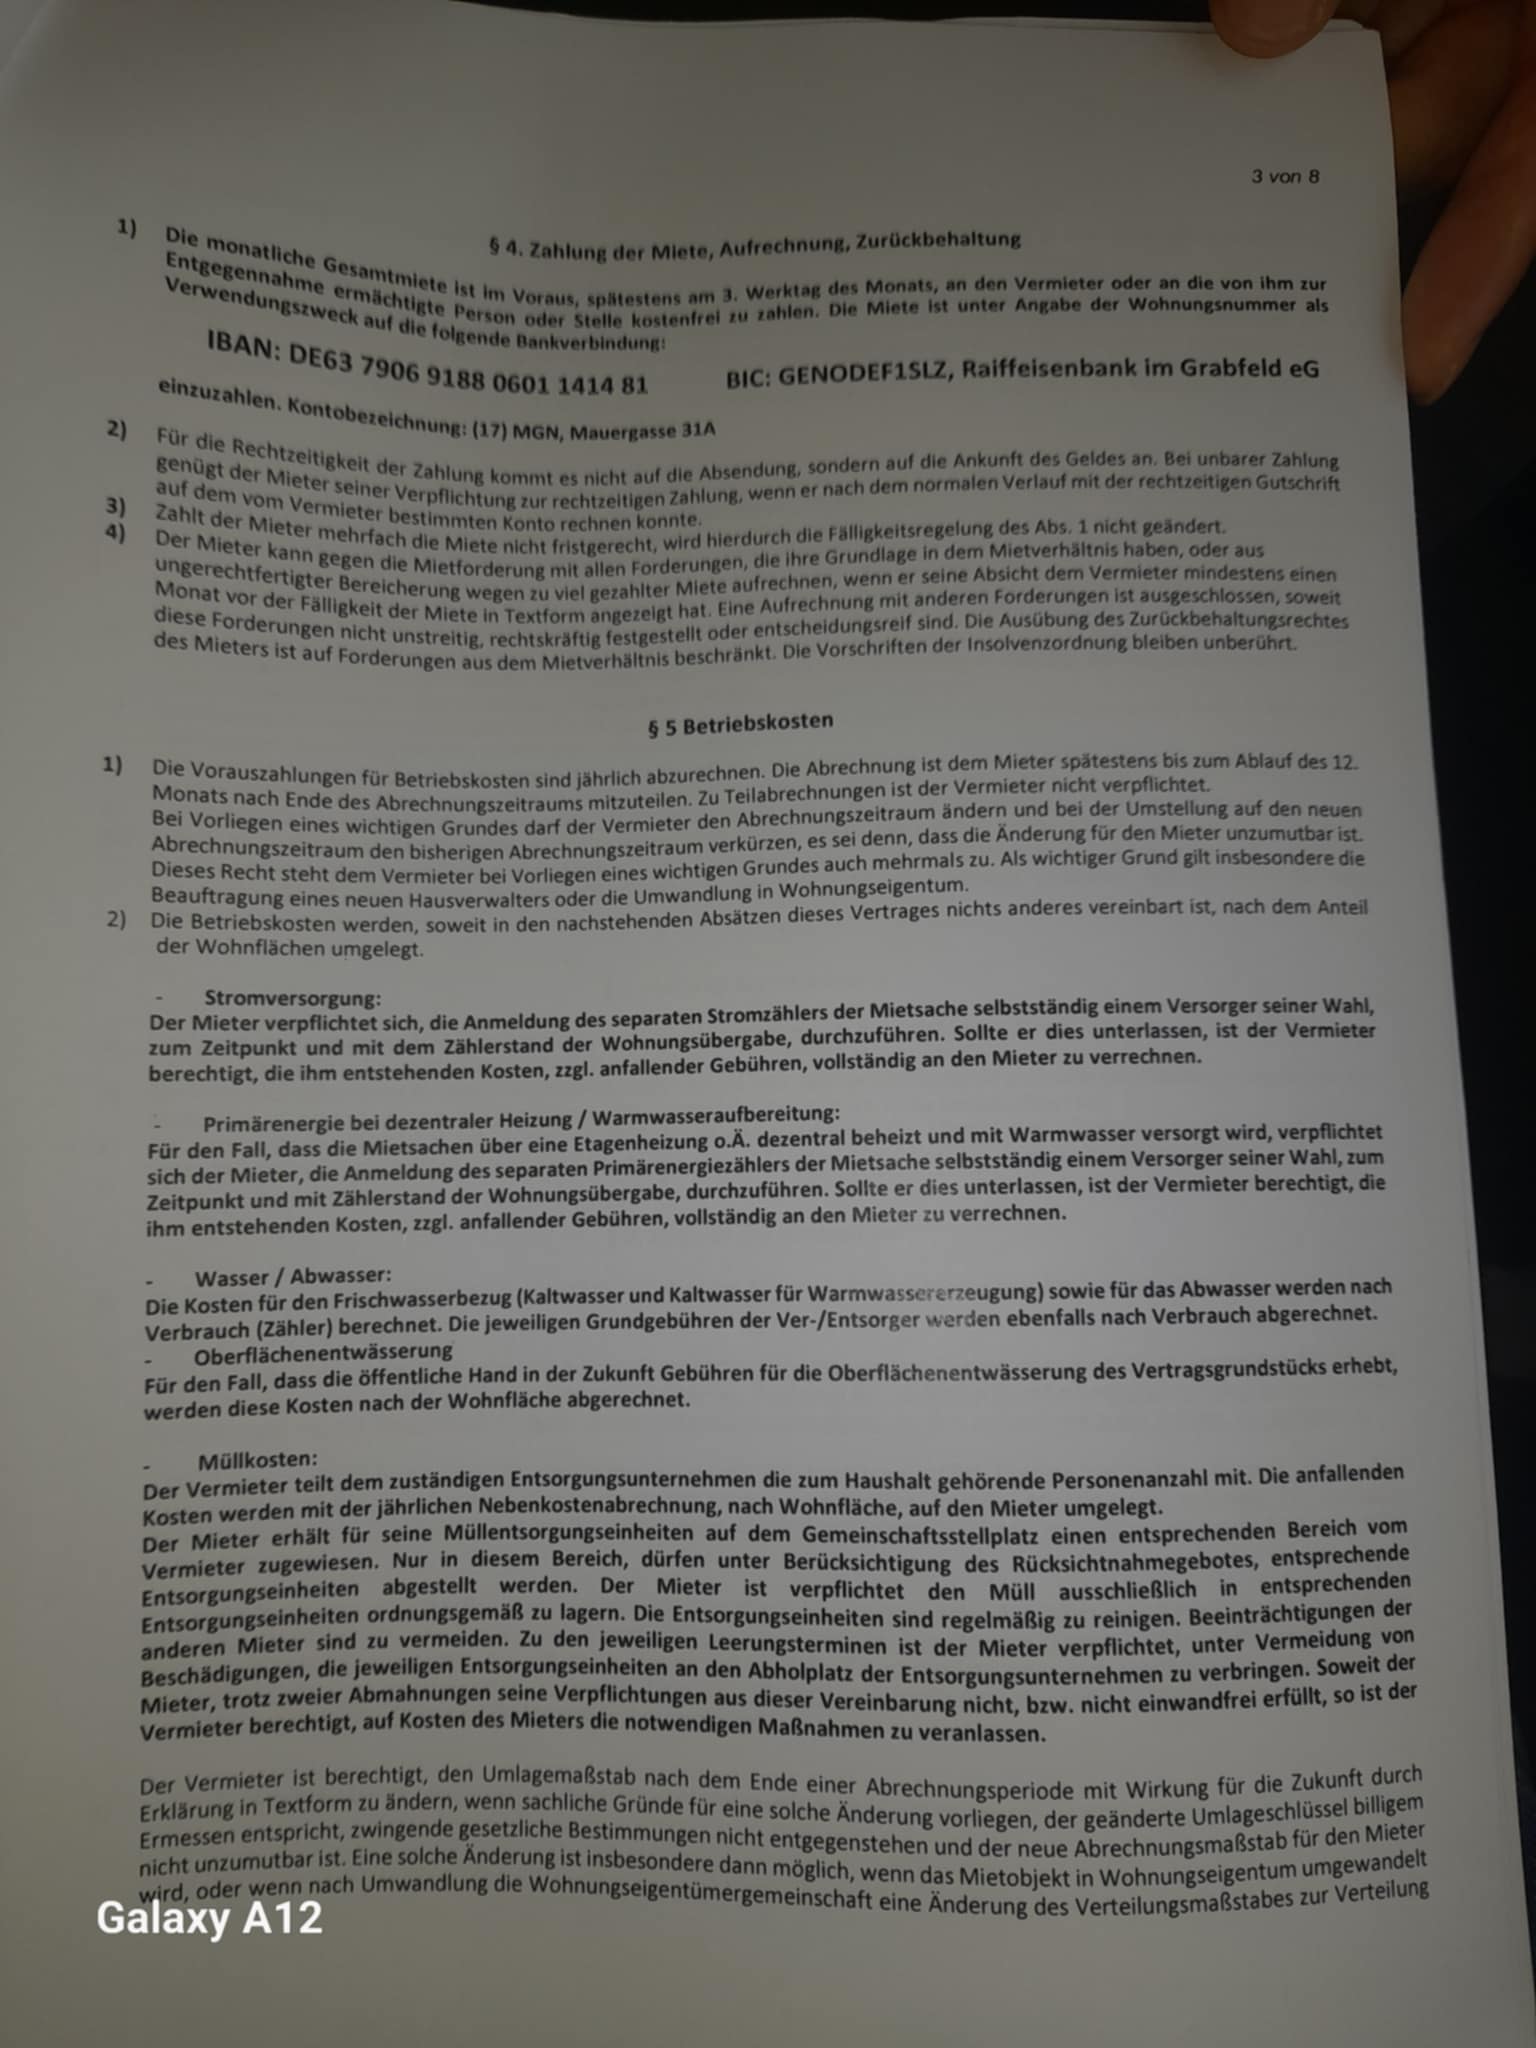 3 von 8
§ 4. Zahlung der Miete, Aufrechnung, Zurückbehaltung
1) Die monatliche Gesamtmiete ist im Voraus, spätestens am 3. Werktag des Monats, an den Vermieter oder an die von ihm zur
Entgegennahme ermächtigte Person oder Stelle kostenfrei zu zahlen. Die Miete ist unter Angabe der Wohnungsnummer als
Verwendungszweck auf die folgende Bankverbindung:
IBAN: DE63 7906 9188 0601 1414 81 BIC: GENODEF1SLZ, Raiffeisenbank im Grabfeld eG
einzuzahlen. Kontobezeichnung: (17) MGN, Mauergasse 31A
2) Für die Rechtzeitigkeit der Zahlung kommt es nicht auf die Absendung, sondern auf die Ankunft des Geldes an. Bei unbarer Zahlung
genügt der Mieter seiner Verpflichtung zur rechtzeitigen Zahlung, wenn er nach dem normalen Verlauf mit der rechtzeitigen Gutschrift
auf dem vom Vermieter bestimmten Konto rechnen konnte.
3) Zahlt der Mieter mehrfach die Miete nicht fristgerecht, wird hierdurch die Fälligkeitsregelung des Abs. 1 nicht geändert.
4) Der Mieter kann gegen die Mietforderung mit allen Forderungen, die ihre Grundlage in dem Mietverhältnis haben, oder aus
ungerechtfertigter Bereicherung wegen zu viel gezahlter Miete aufrechnen, wenn er seine Absicht dem Vermieter mindestens einen
Monat vor der Fälligkeit der Miete in Textform angezeigt hat. Eine Aufrechnung mit anderen Forderungen ist ausgeschlossen, soweit
diese Forderungen nicht unstreitig, rechtskräftig festgestellt oder entscheidungsreif sind. Die Ausübung des Zurückbehaltungsrechtes
des Mieters ist auf Forderungen aus dem Mietverhältnis beschränkt. Die Vorschriften der Insolvenzordnung bleiben unberührt.
§ 5 Betriebskosten
1) Die Vorauszahlungen für Betriebskosten sind jährlich abzurechnen. Die Abrechnung ist dem Mieter spätestens bis zum Ablauf des 12.
Monats nach Ende des Abrechnungszeitraums mitzuteilen. Zu Teilabrechnungen ist der Vermieter nicht verpflichtet.
Bei Vorliegen eines wichtigen Grundes darf der Vermieter den Abrechnungszeitraum ändern und bei der Umstellung auf den neuen
Abrechnungszeitraum den bisherigen Abrechnungszeitraum verkürzen, es sei denn, dass die Änderung für den Mieter unzumutbar ist.
Dieses Recht steht dem Vermieter bei Vorliegen eines wichtigen Grundes auch mehrmals zu. Als wichtiger Grund gilt insbesondere die
Beauftragung eines neuen Hausverwalters oder die Umwandlung in Wohnungseigentum.
2) Die Betriebskosten werden, soweit in den nachstehenden Absätzen dieses Vertrages nichts anderes vereinbart ist, nach dem Anteil
der Wohnflächen umgelegt.
- Stromversorgung:
Der Mieter verpflichtet sich, die Anmeldung des separaten Stromzählers der Mietsache selbstständig einem Versorger seiner Wahl,
zum Zeitpunkt und mit dem Zählerstand der Wohnungsübergabe, durchzuführen. Sollte er dies unterlassen, ist der Vermieter
berechtigt, die ihm entstehenden Kosten, zzgl. anfallender Gebühren, vollständig an den Mieter zu verrechnen.
- Primärenergie bei dezentraler Heizung / Warmwasseraufbereitung:
Für den Fall, dass die Mietsachen über eine Etagenheizung o.Ä. dezentral beheizt und mit Warmwasser versorgt wird, verpflichtet
sich der Mieter, die Anmeldung des separaten Primärenergiezählers der Mietsache selbstständig einem Versorger seiner Wahl, zum
Zeitpunkt und mit Zählerstand der Wohnungsübergabe, durchzuführen. Sollte er dies unterlassen, ist der Vermieter berechtigt, die
ihm entstehenden Kosten, zzgl. anfallender Gebühren, vollständig an den Mieter zu verrechnen.
- Wasser / Abwasser:
Die Kosten für den Frischwasserbezug (Kaltwasser und Kaltwasser für Warmwassererzeugung) sowie für das Abwasser werden nach
Verbrauch (Zähler) berechnet. Die jeweiligen Grundgebühren der Ver-/Entsorger werden ebenfalls nach Verbrauch abgerechnet.
- Oberflächenentwässerung
Für den Fall, dass die öffentliche Hand in der Zukunft Gebühren für die Oberflächenentwässerung des Vertragsgrundstücks erhebt,
werden diese Kosten nach der Wohnfläche abgerechnet.
- Müllkosten:
Der Vermieter teilt dem zuständigen Entsorgungsunternehmen die zum Haushalt gehörende Personenanzahl mit. Die anfallenden
Kosten werden mit der jährlichen Nebenkostenabrechnung, nach Wohnfläche, auf den Mieter umgelegt.
Der Mieter erhält für seine Müllentsorgungseinheiten auf dem Gemeinschaftsstellplatz einen entsprechenden Bereich vom
Vermieter zugewiesen. Nur in diesem Bereich, dürfen unter Berücksichtigung des Rücksichtnahmegebotes, entsprechende
Entsorgungseinheiten abgestellt werden. Der Mieter ist verpflichtet den Müll ausschließlich in entsprechenden
Entsorgungseinheiten ordnungsgemäß zu lagern. Die Entsorgungseinheiten sind regelmäßig zu reinigen. Beeinträchtigungen der
anderen Mieter sind zu vermeiden. Zu den jeweiligen Leerungsterminen ist der Mieter verpflichtet, unter Vermeidung von
Beschädigungen, die jeweiligen Entsorgungseinheiten an den Abholplatz der Entsorgungsunternehmen zu verbringen. Soweit der
Mieter, trotz zweier Abmahnungen seine Verpflichtungen aus dieser Vereinbarung nicht, bzw. nicht einwandfrei erfüllt, so ist der
Vermieter berechtigt, auf Kosten des Mieters die notwendigen Maßnahmen zu veranlassen.
Der Vermieter ist berechtigt, den Umlagemaßstab nach dem Ende einer Abrechnungsperiode mit Wirkung für die Zukunft durch
Erklärung in Textform zu ändern, wenn sachliche Gründe für eine solche Änderung vorliegen, der geänderte Umlageschlüssel billigem
Ermessen entspricht, zwingende gesetzliche Bestimmungen nicht entgegenstehen und der neue Abrechnungsmaßstab für den Mieter
nicht unzumutbar ist. Eine solche Änderung ist insbesondere dann möglich, wenn das Mietobjekt in Wohnungseigentum umgewandelt
wird, oder wenn nach Umwandlung die Wohnungseigentümergemeinschaft eine Änderung des Verteilungsmaßstabes zur Verteilung
Galaxy A12